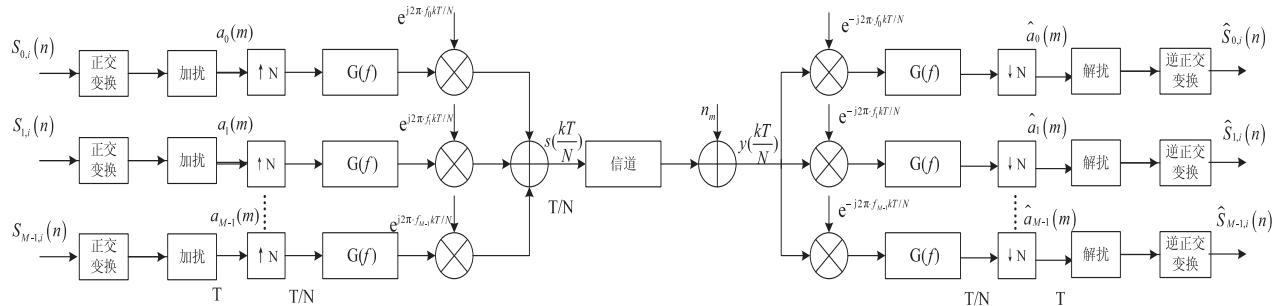 e^{j2π·f_0kT/N}
S_{0,i}(n)
正交
变换
加扰
a_0(m)
↑N
G(f)
e^{j2π·f_1kT/N}
S_{1,i}(n)
正交
变换
加扰
a_1(m)
↑N
G(f)
e^{j2π·f_{M-1}kT/N}
S_{M-1,i}(n)
正交
变换
加扰
a_{M-1}(m)
↑N
G(f)
T
T/N
s(kT/N)
T/N
信道
n_m
y(kT/N)
e^{-j2π·f_0kT/N}
G(f)
↓N
â_0(m)
解扰
逆正交
变换
Ŝ_{0,i}(n)
e^{-j2π·f_1kT/N}
G(f)
↓N
â_1(m)
解扰
逆正交
变换
Ŝ_{1,i}(n)
e^{-j2π·f_{M-1}kT/N}
G(f)
↓N
â_{M-1}(m)
解扰
逆正交
变换
Ŝ_{M-1,i}(n)
T/N
T